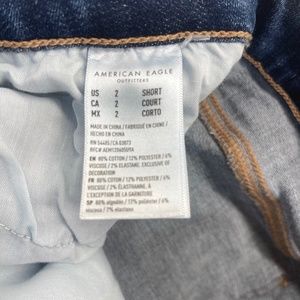 AMERICAN EAGLE
OUTFITTERS
US 2 SHORT
CA 2 COURT
MX 2 CORTO
MADE IN CHINA / FABRIQUÉ EN CHINE /
HECHO EN CHINA
RN 54485/CA 03073
EN 80% COTTON / 12% POLYESTER / 6%
VISCOSE / 2% ELASTANE, EXCLUSIVE OF
DECORATION
FR 80% COTON / 12% POLYESTER / 6%
VISCOSE / 2% ÉLASTHANNE, À
L'EXCEPTION DE LA DÉCORATION
SP 80% algodón / 12% poliéster / 6%
viscosa / 2% elastano